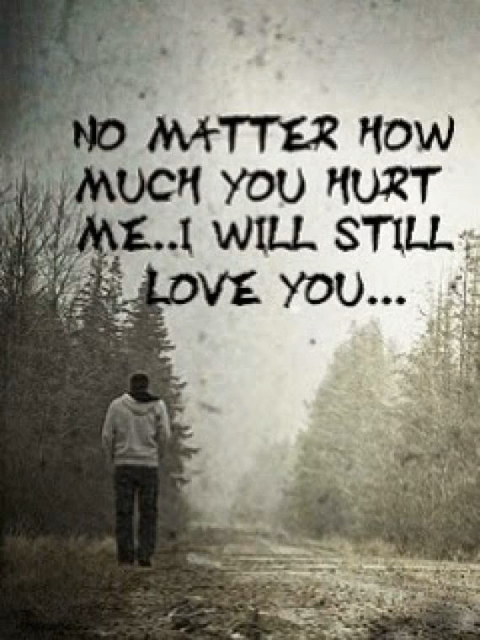 NO MATTER HOW
MUCH YOU HURT
ME..I WILL STILL
LOVE YOU...